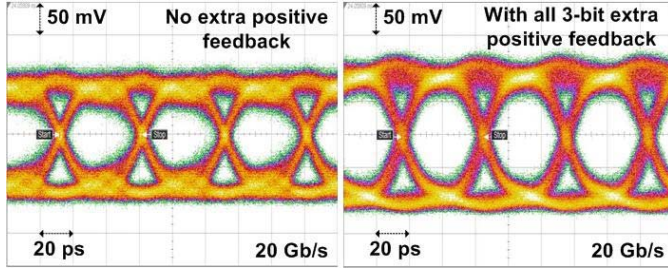 50 mV
No extra positive
feedback
Start
Stop
20 ps
20 Gb/s
50 mV
With all 3-bit extra
positive feedback
Start
Stop
20 ps
20 Gb/s